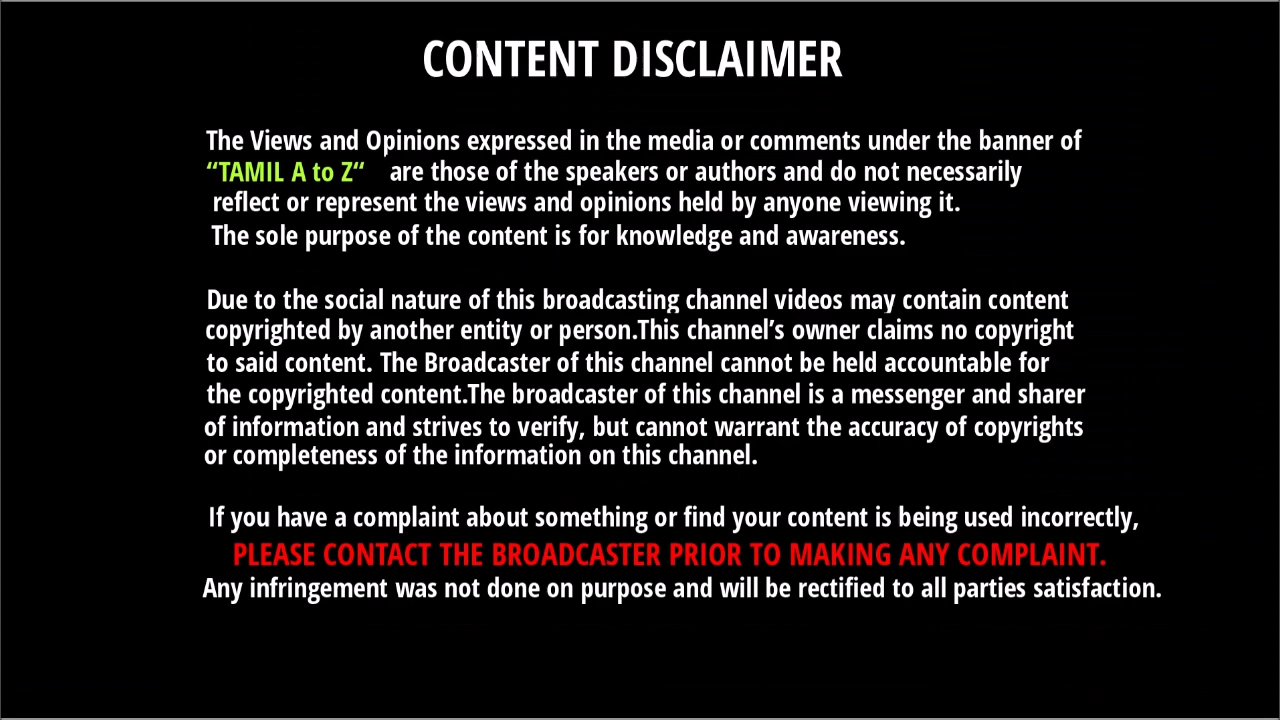 CONTENT DISCLAIMER
The Views and Opinions expressed in the media or comments under the banner of
“TAMIL A to Z“ are those of the speakers or authors and do not necessarily
reflect or represent the views and opinions held by anyone viewing it.
The sole purpose of the content is for knowledge and awareness.
Due to the social nature of this broadcasting channel videos may contain content
copyrighted by another entity or person.This channel’s owner claims no copyright
to said content. The Broadcaster of this channel cannot be held accountable for
the copyrighted content.The broadcaster of this channel is a messenger and sharer
of information and strives to verify, but cannot warrant the accuracy of copyrights
or completeness of the information on this channel.
If you have a complaint about something or find your content is being used incorrectly,
PLEASE CONTACT THE BROADCASTER PRIOR TO MAKING ANY COMPLAINT.
Any infringement was not done on purpose and will be rectified to all parties satisfaction.